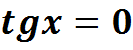 tgx = 0